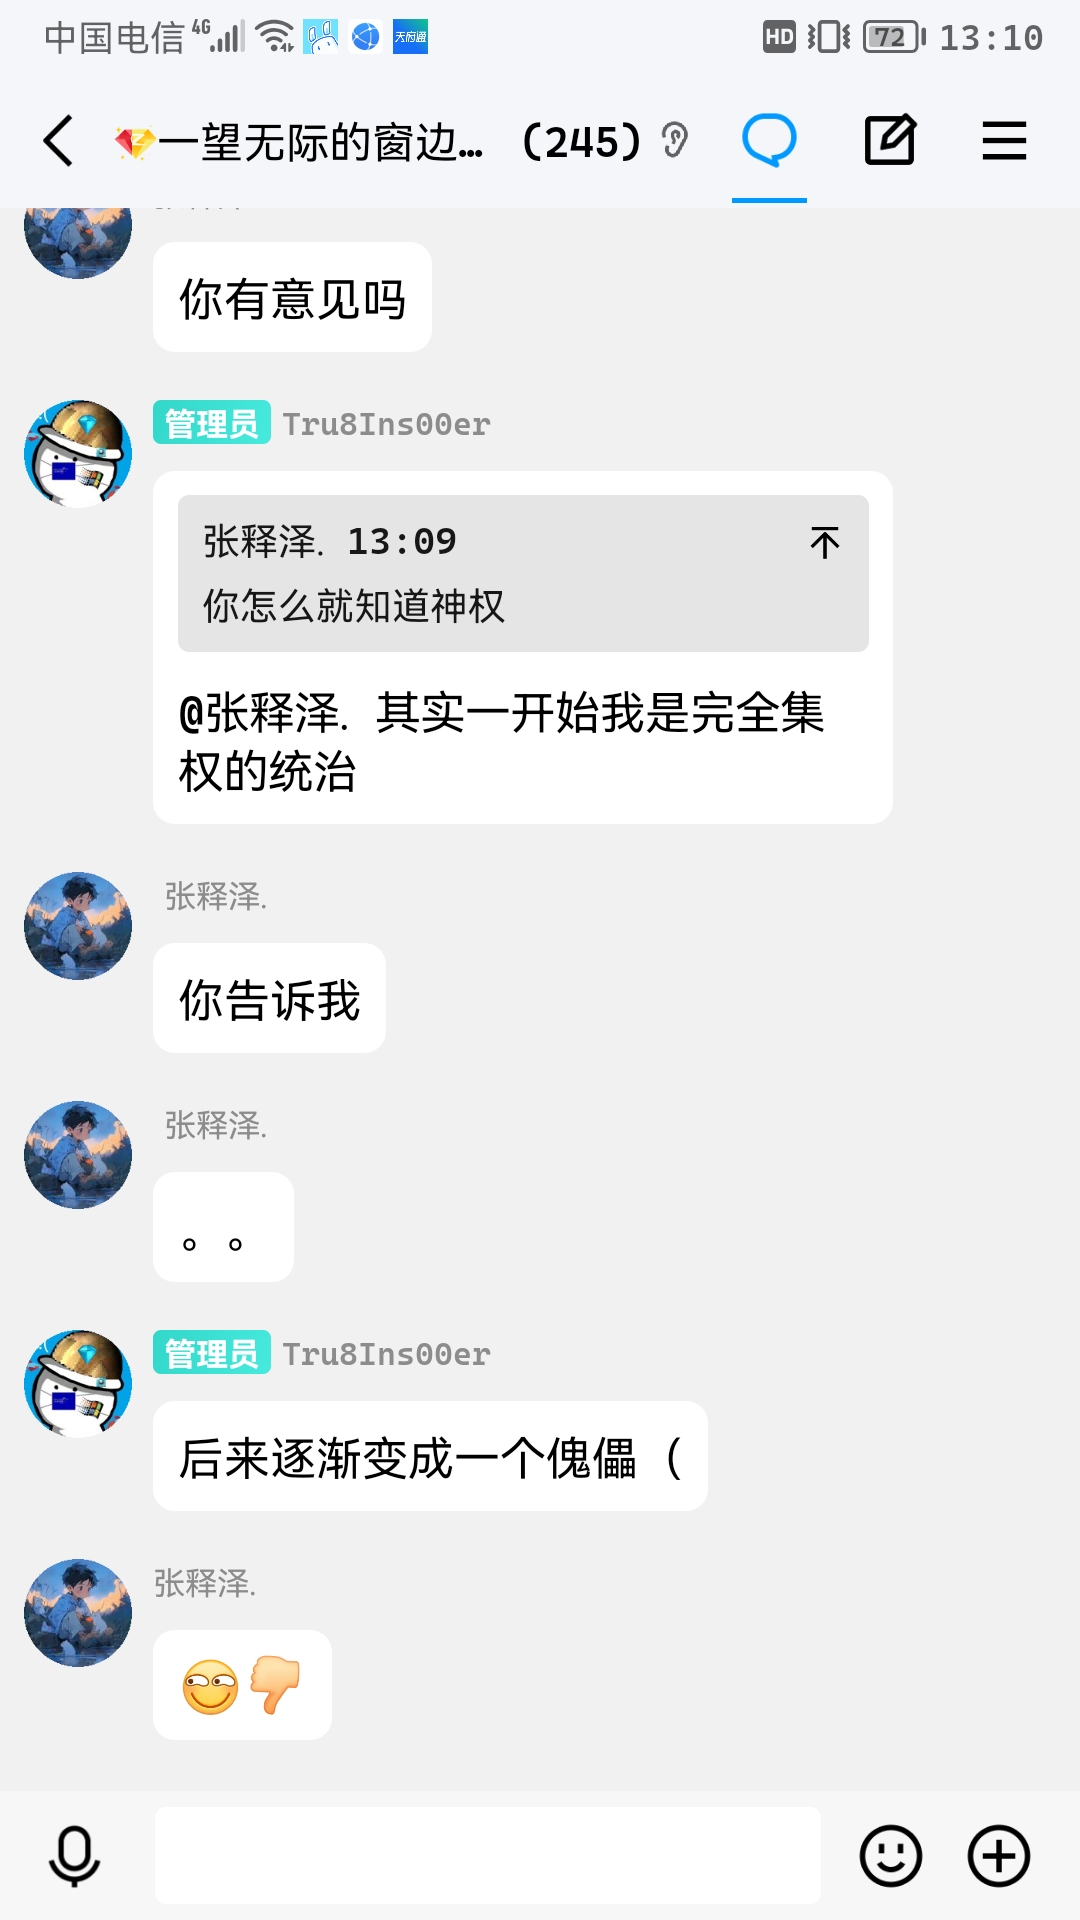 中国电信 4G HD 72 13:10
一望无际的窗边... (245)
你有意见吗
管理员 Tru8Ins00er
张释泽. 13:09
你怎么就知道神权
@张释泽. 其实一开始我是完全集
权的统治
张释泽.
你告诉我
张释泽.
。。
管理员 Tru8Ins00er
后来逐渐变成一个傀儡（
张释泽.